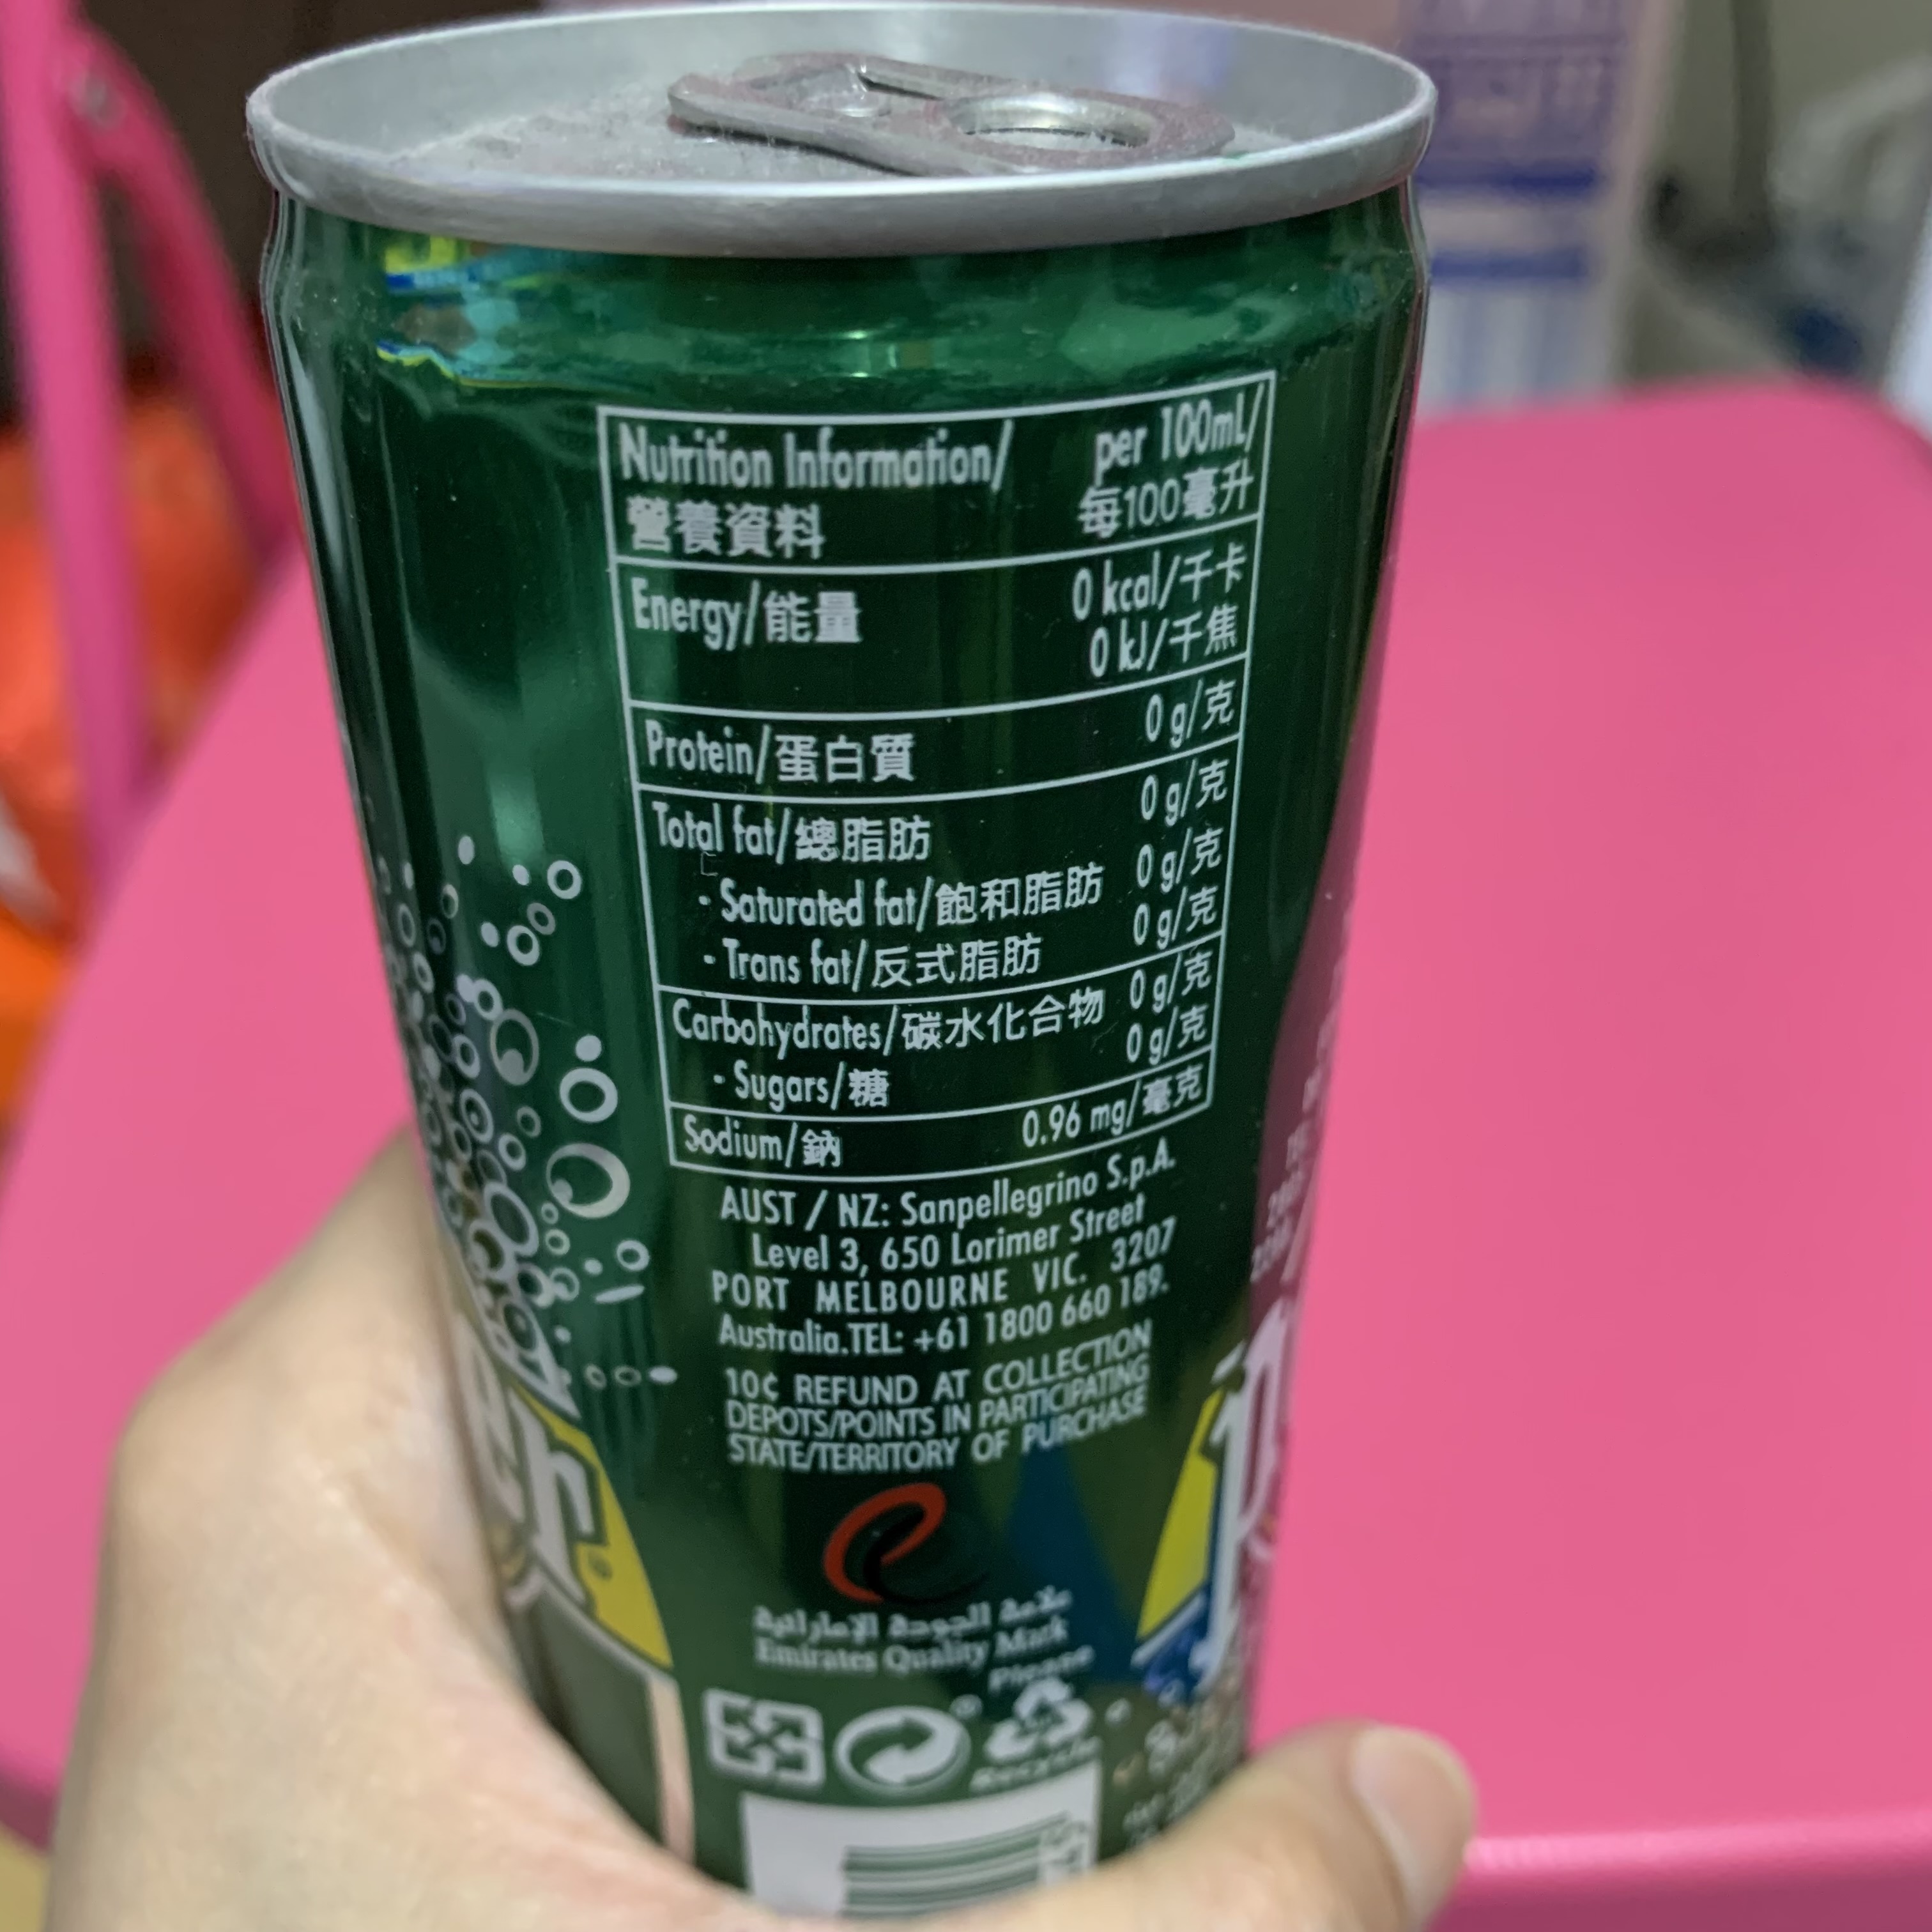 Nutrition Information/ per 100mL/
營養資料 每100毫升
Energy/能量 0 kcal/千卡
0 kJ/千焦
Protein/蛋白質 0 g/克
Total fat/總脂肪 0 g/克
- Saturated fat/飽和脂肪 0 g/克
- Trans fat/反式脂肪 0 g/克
Carbohydrates/碳水化合物 0 g/克
- Sugars/糖 0 g/克
Sodium/鈉 0.96 mg/毫克
AUST / NZ: Sanpellegrino S.p.A.
Level 3, 650 Lorimer Street
PORT MELBOURNE VIC. 3207
Australia.TEL: +61 1800 660 189.
10¢ REFUND AT COLLECTION
DEPOTS/POINTS IN PARTICIPATING
STATE/TERRITORY OF PURCHASE
علامة الجودة الإماراتية
Emirates Quality Mark
Please
Recycle